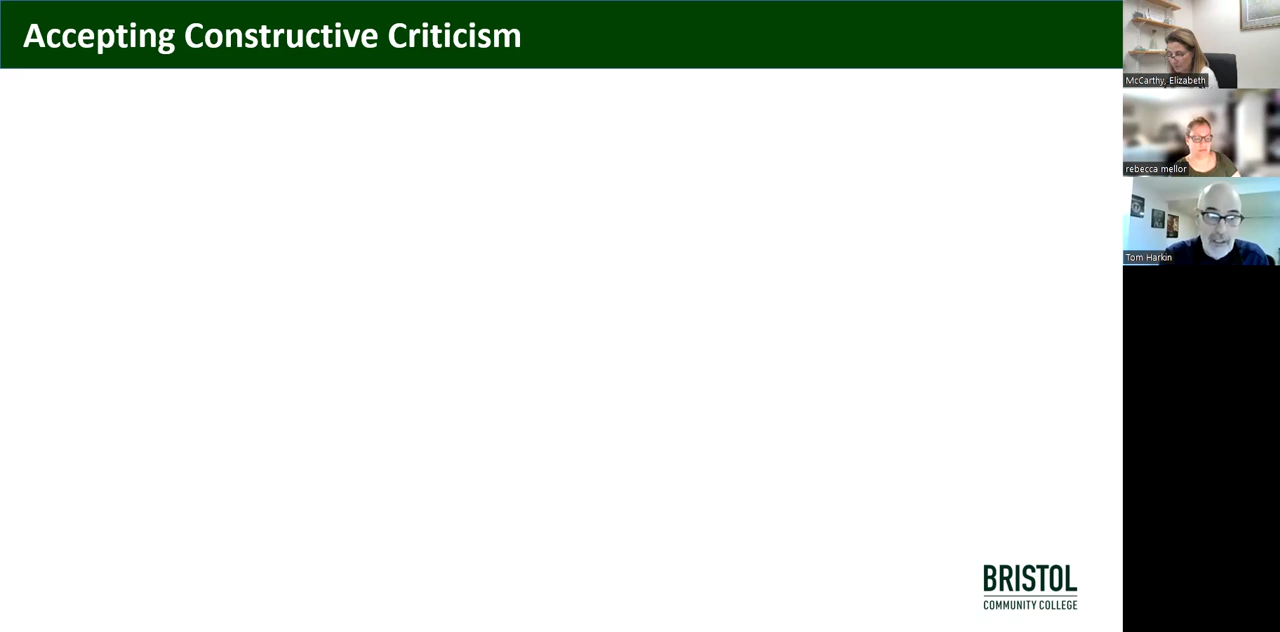 Accepting Constructive Criticism
McCarthy, Elizabeth
rebecca mellor
Tom Harkin
BRISTOL
COMMUNITY COLLEGE